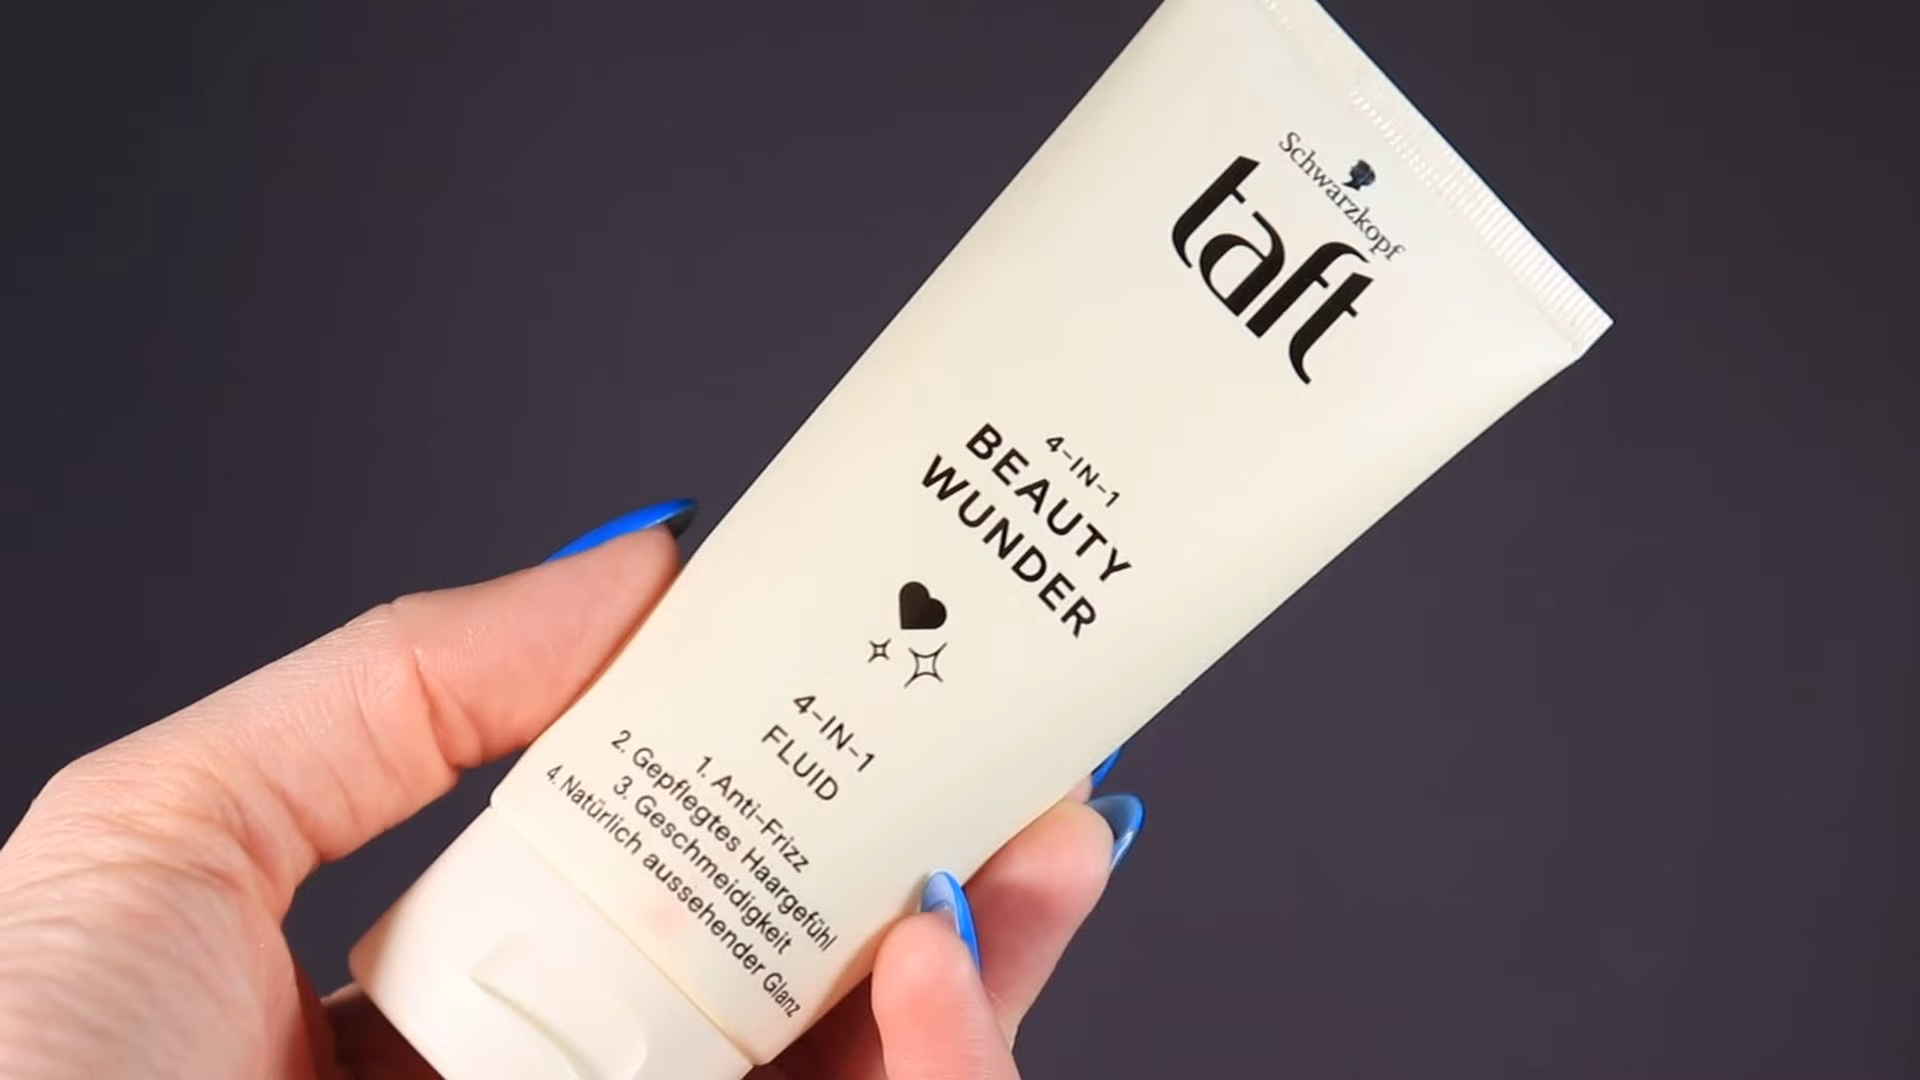 Schwarzkopf
taft
4-IN-1
BEAUTY
WUNDER
4-IN-1
FLUID
1. Anti-Frizz
2. Gepflegtes Haargefühl
3. Geschmeidigkeit
4. Natürlich aussehender Glanz